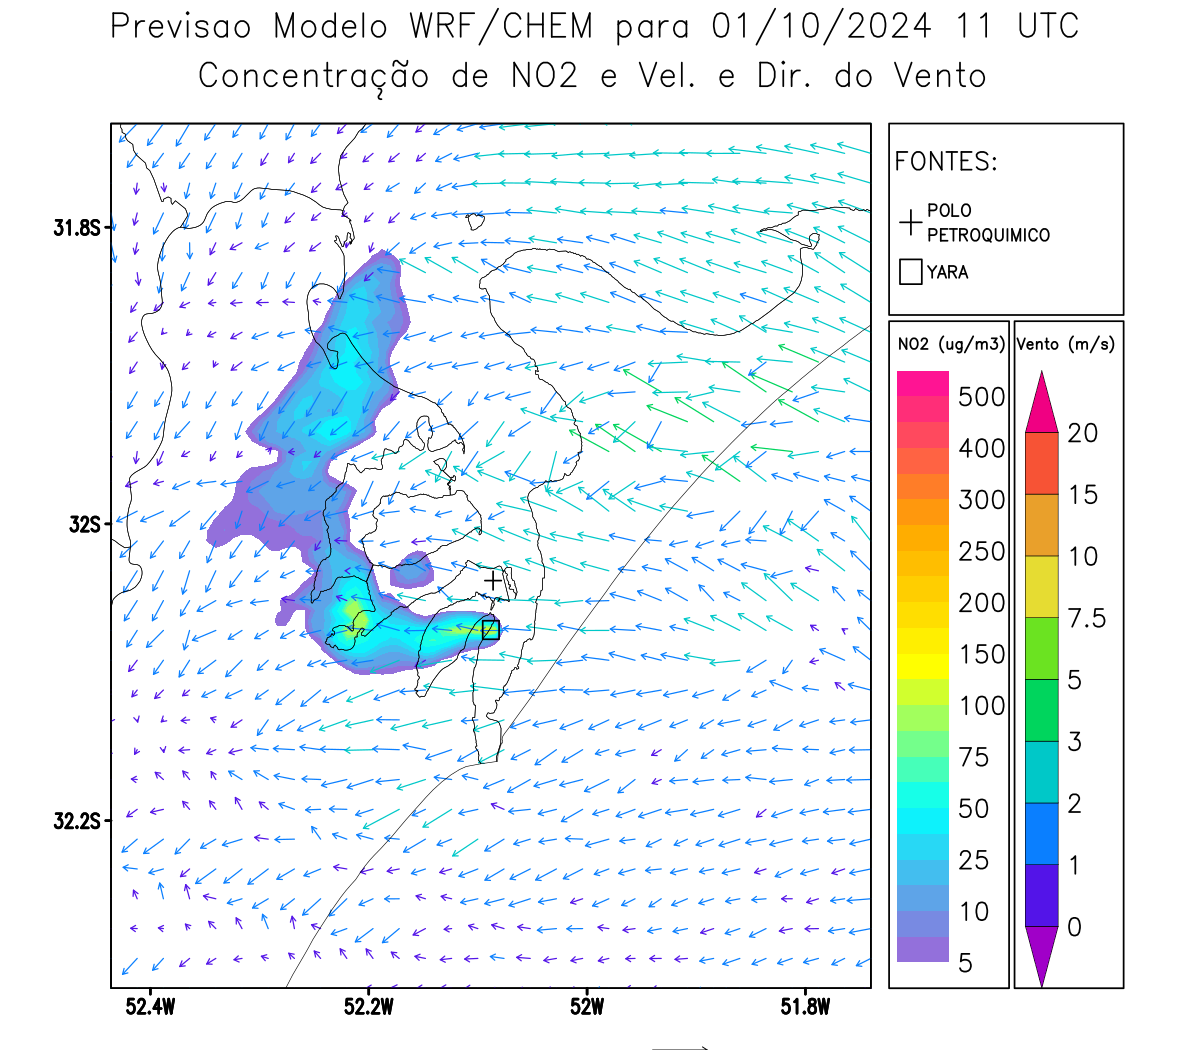 Previsao Modelo WRF/CHEM para 01/10/2024 11 UTC
Concentração de NO2 e Vel. e Dir. do Vento
FONTES:
POLO
PETROQUIMICO
YARA
NO2 (ug/m3)
500
400
300
250
200
150
100
75
50
25
10
5
Vento (m/s)
20
15
10
7.5
5
3
2
1
0
31.8S
32S
32.2S
52.4W
52.2W
52W
51.8W